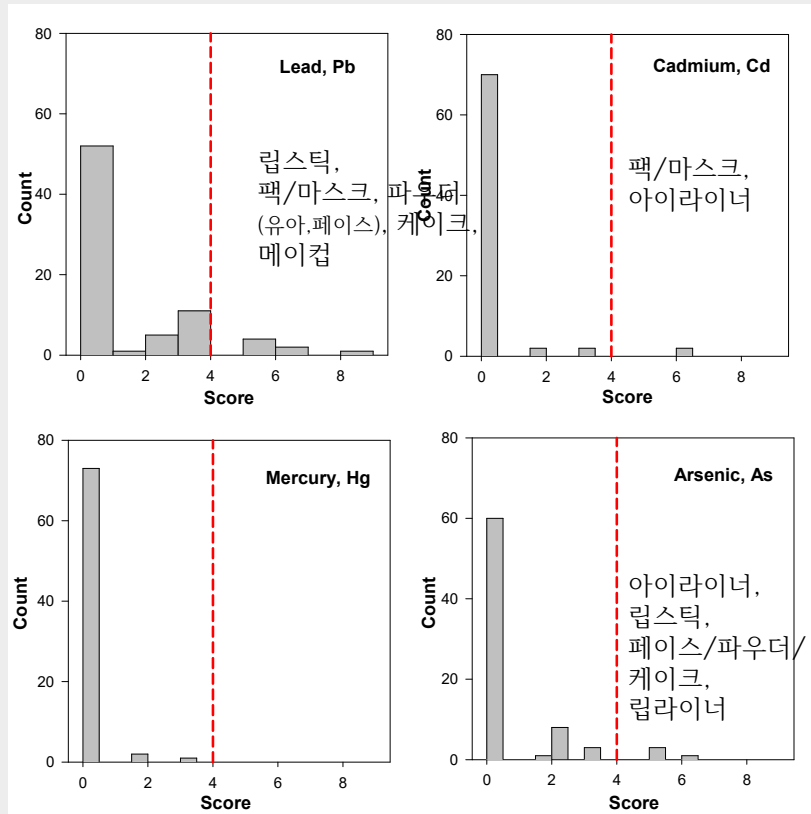 80
60
40
20
0
Count
Lead, Pb
립스틱,
팩/마스크, 파우더
(유아,페이스), 케이크,
메이컵
0 2 4 6 8
Score
80
60
40
20
0
Count
Cadmium, Cd
팩/마스크,
아이라이너
0 2 4 6 8
Score
80
60
40
20
0
Count
Mercury, Hg
0 2 4 6 8
Score
80
60
40
20
0
Count
Arsenic, As
아이라이너,
립스틱,
페이스/파우더/
케이크,
립라이너
0 2 4 6 8
Score